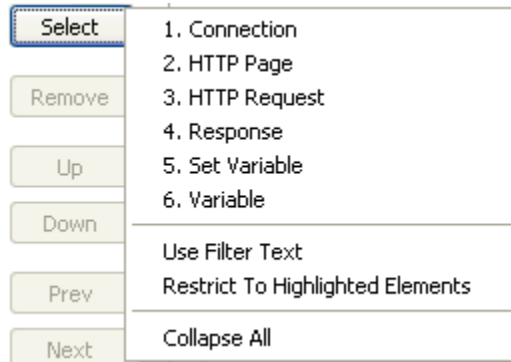 Select
Remove
Up
Down
Prev
Next
1. Connection
2. HTTP Page
3. HTTP Request
4. Response
5. Set Variable
6. Variable
Use Filter Text
Restrict To Highlighted Elements
Collapse All